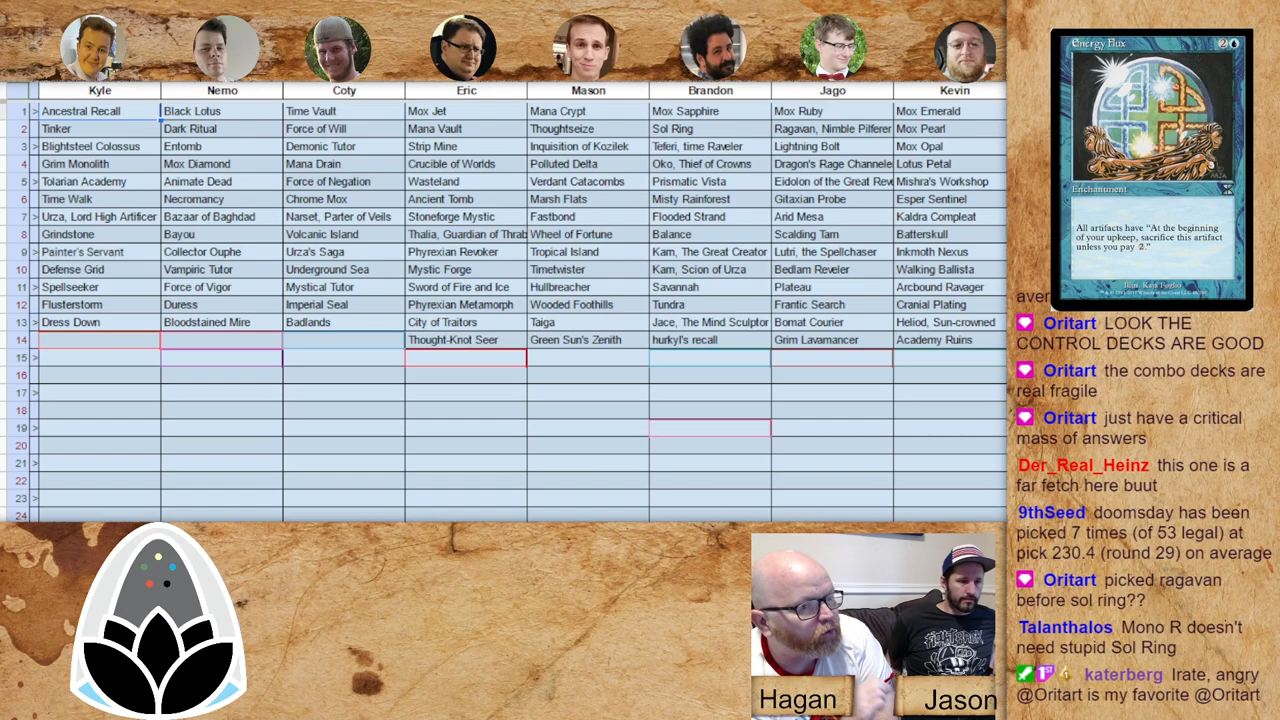 Kyle Nemo Coty Eric Mason Brandon Jago Kevin
1 > Ancestral Recall Black Lotus Time Vault Mox Jet Mana Crypt Mox Sapphire Mox Ruby Mox Emerald
2 Tinker Dark Ritual Force of Will Mana Vault Thoughtseize Sol Ring Ragavan, Nimble Pilferer Mox Pearl
3 > Blightsteel Colossus Entomb Demonic Tutor Strip Mine Inquisition of Kozilek Teferi, time Raveler Lightning Bolt Mox Opal
4 Grim Monolith Mox Diamond Mana Drain Crucible of Worlds Polluted Delta Oko, Thief of Crowns Dragon's Rage Channele Lotus Petal
5 > Tolarian Academy Animate Dead Force of Negation Wasteland Verdant Catacombs Prismatic Vista Eidolon of the Great Rev Mishra's Workshop
6 Time Walk Necromancy Chrome Mox Ancient Tomb Marsh Flats Misty Rainforest Gitaxian Probe Esper Sentinel
7 > Urza, Lord High Artificer Bazaar of Baghdad Narset, Parter of Veils Stoneforge Mystic Fastbond Flooded Strand Arid Mesa Kaldra Compleat
8 Grindstone Bayou Volcanic Island Thalia, Guardian of Thrab Wheel of Fortune Balance Scalding Tarn Batterskull
9 > Painter's Servant Collector Ouphe Urza's Saga Phyrexian Revoker Tropical Island Karn, The Great Creator Lutri, the Spellchaser Inkmoth Nexus
10 Defense Grid Vampiric Tutor Underground Sea Mystic Forge Timetwister Karn, Scion of Urza Bedlam Reveler Walking Ballista
11 > Spellseeker Force of Vigor Mystical Tutor Sword of Fire and Ice Hullbreacher Savannah Plateau Arcbound Ravager
12 Flusterstorm Duress Imperial Seal Phyrexian Metamorph Wooded Foothills Tundra Frantic Search Cranial Plating
13 > Dress Down Bloodstained Mire Badlands City of Traitors Taiga Jace, The Mind Sculptor Bomat Courier Heliod, Sun-crowned
14 Thought-Knot Seer Green Sun's Zenith hurkyl's recall Grim Lavamancer Academy Ruins
15 >
16
17 >
18
19 >
20
21 >
22
23 >
24
Energy Flux 2
Enchantment
All artifacts have "At the beginning
of your upkeep, sacrifice this artifact
unless you pay 2."
Illus. Kaja Foglio
aver
Oritart LOOK THE
CONTROL DECKS ARE GOOD
Oritart the combo decks are
real fragile
Oritart just have a critical
mass of answers
Der_Real_Heinz this one is a
far fetch here buut
9thSeed doomsday has been
picked 7 times (of 53 legal) at
pick 230.4 (round 29) on average
Oritart picked ragavan
before sol ring??
Talanthalos Mono R doesn't
need stupid Sol Ring
katerberg Irate, angry
@Oritart is my favorite @Oritart
Hagan
Jason